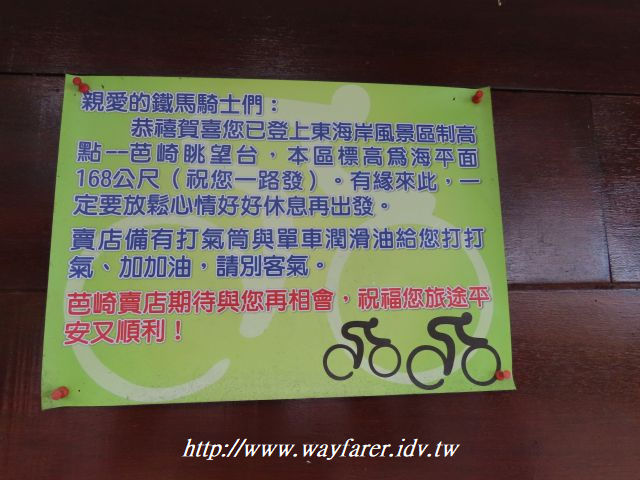 親愛的鐵馬騎士們：
恭禧賀喜您已登上東海岸風景區制高
點--芭崎眺望台，本區標高為海平面
168公尺（祝您一路發）。有緣來此，一
定要放鬆心情好好休息再出發。
賣店備有打氣筒與單車潤滑油給您打打
氣、加加油，請別客氣。
芭崎賣店期待與您再相會，祝福您旅途平
安又順利！
http://www.wayfarer.idv.tw